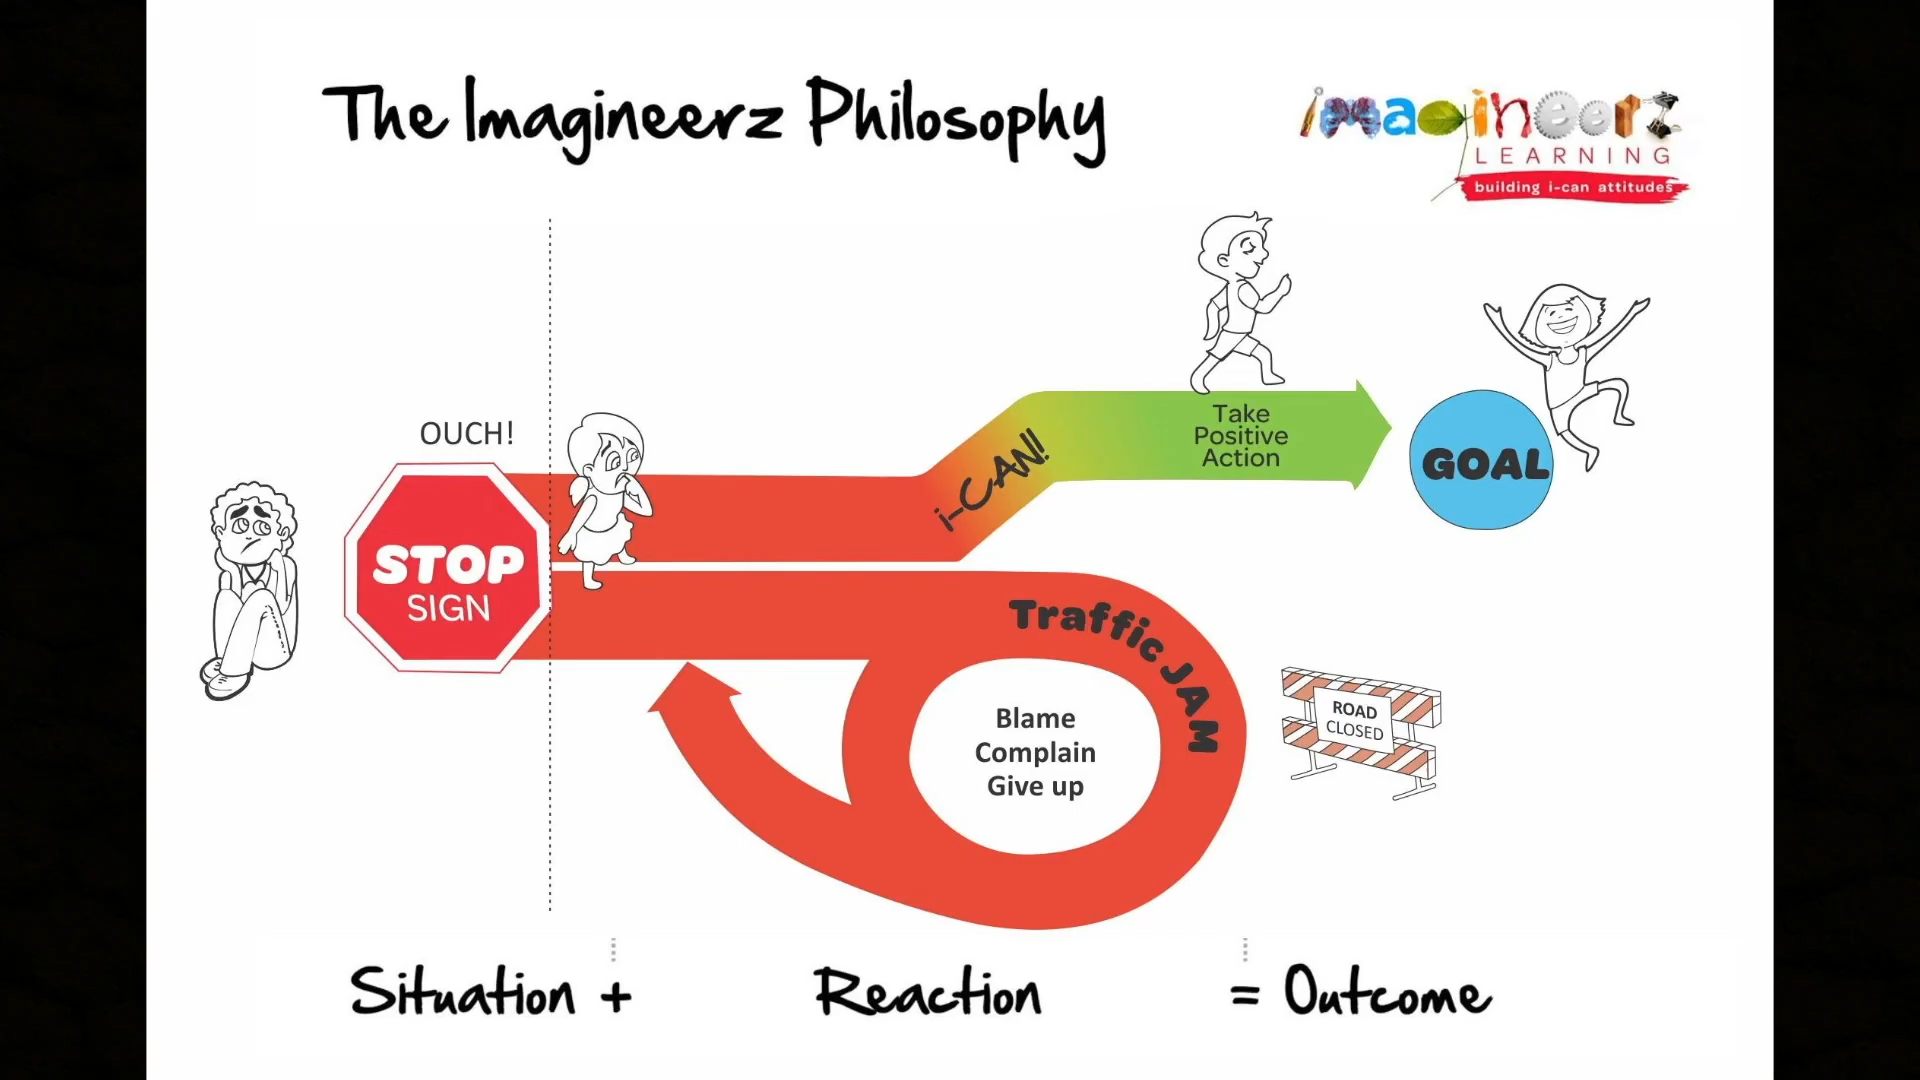 The Imagineerz Philosophy
imagineerz
LEARNING
building i-can attitudes
OUCH!
STOP
SIGN
i-CAN!!
Take
Positive
Action
GOAL
Traffic JAM
Blame
Complain
Give up
ROAD
CLOSED
Situation + Reaction = Outcome